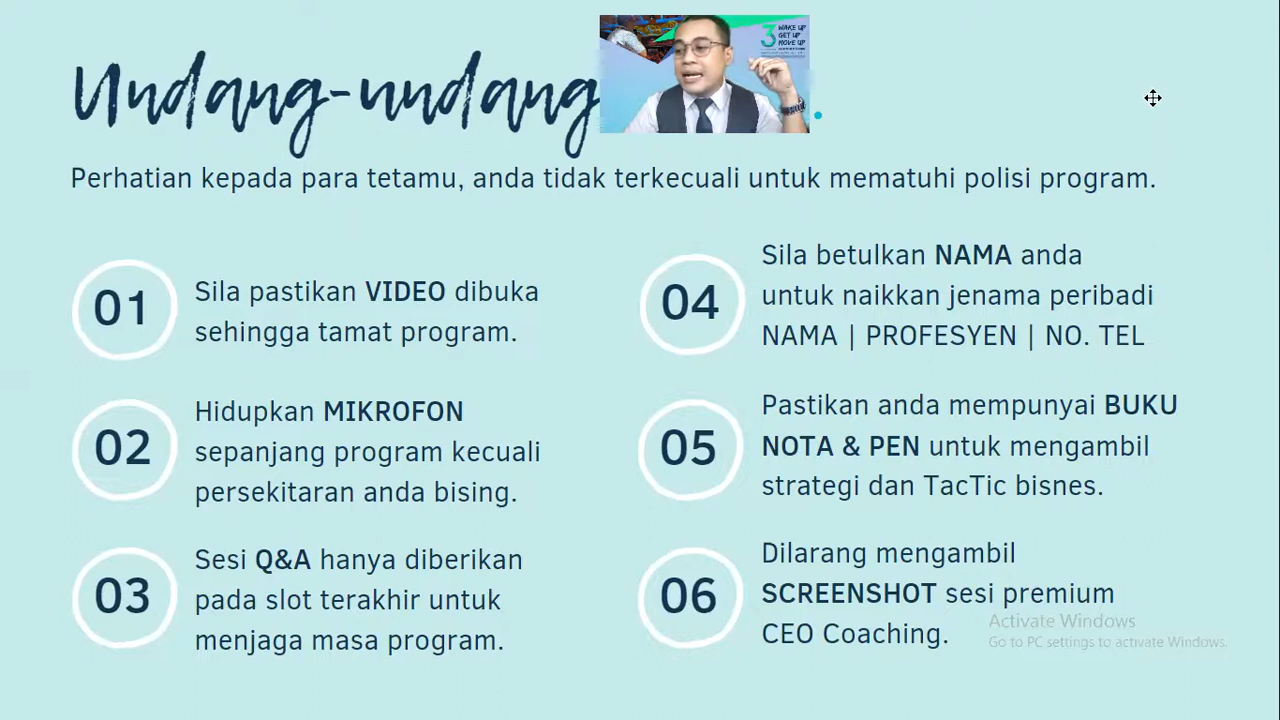 Undang-undang
3 WAKE UP
GET UP
MOVE UP
Perhatian kepada para tetamu, anda tidak terkecuali untuk mematuhi polisi program.
01
Sila pastikan VIDEO dibuka
sehingga tamat program.
02
Hidupkan MIKROFON
sepanjang program kecuali
persekitaran anda bising.
03
Sesi Q&A hanya diberikan
pada slot terakhir untuk
menjaga masa program.
04
Sila betulkan NAMA anda
untuk naikkan jenama peribadi
NAMA | PROFESYEN | NO. TEL
05
Pastikan anda mempunyai BUKU
NOTA & PEN untuk mengambil
strategi dan TacTic bisnes.
06
Dilarang mengambil
SCREENSHOT sesi premium
CEO Coaching.
Activate Windows
Go to PC settings to activate Windows.